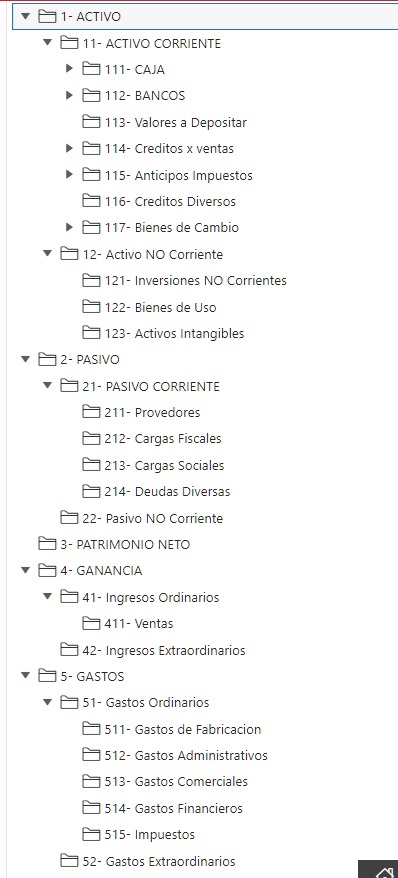 1- ACTIVO
11- ACTIVO CORRIENTE
111- CAJA
112- BANCOS
113- Valores a Depositar
114- Creditos x ventas
115- Anticipos Impuestos
116- Creditos Diversos
117- Bienes de Cambio
12- Activo NO Corriente
121- Inversiones NO Corrientes
122- Bienes de Uso
123- Activos Intangibles
2- PASIVO
21- PASIVO CORRIENTE
211- Provedores
212- Cargas Fiscales
213- Cargas Sociales
214- Deudas Diversas
22- Pasivo NO Corriente
3- PATRIMONIO NETO
4- GANANCIA
41- Ingresos Ordinarios
411- Ventas
42- Ingresos Extraordinarios
5- GASTOS
51- Gastos Ordinarios
511- Gastos de Fabricacion
512- Gastos Administrativos
513- Gastos Comerciales
514- Gastos Financieros
515- Impuestos
52- Gastos Extraordinarios